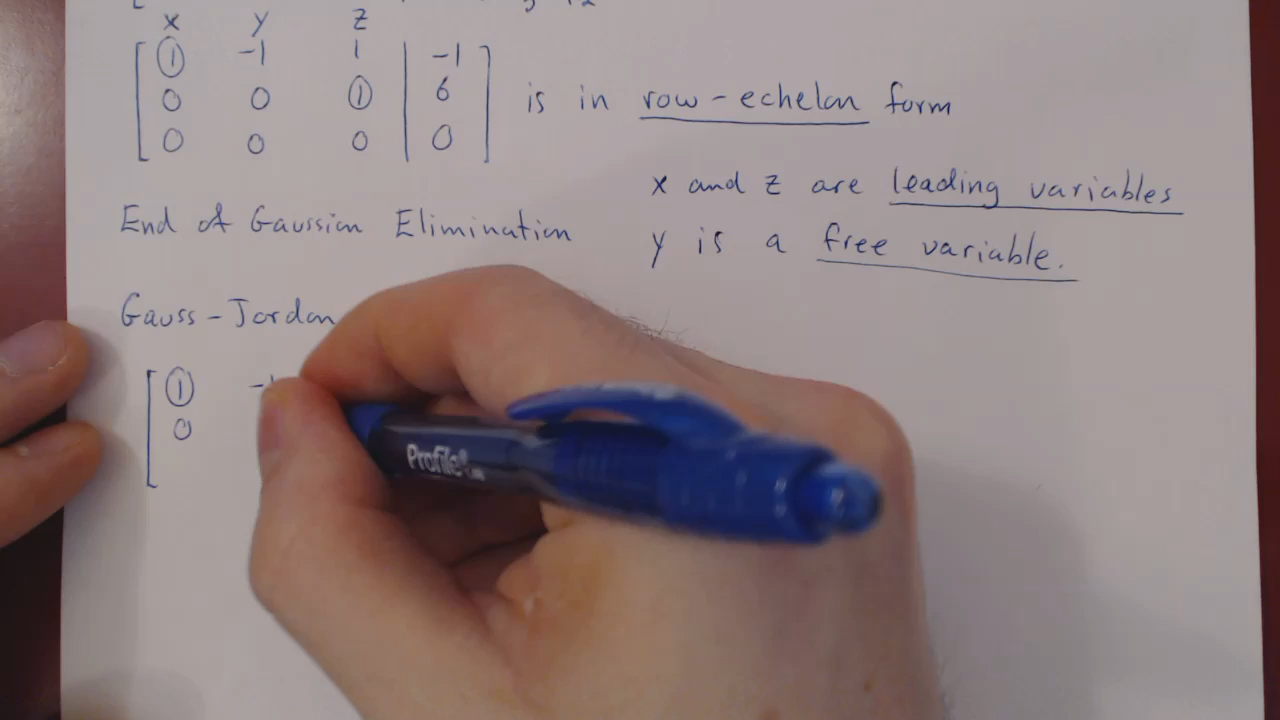 x y z
1 -1 1 -1
0 0 1 6 is in row-echelon form
0 0 0 0
x and z are leading variables
End of Gaussian Elimination
y is a free variable.
Gauss-Jordan
1 -1
0
Profile